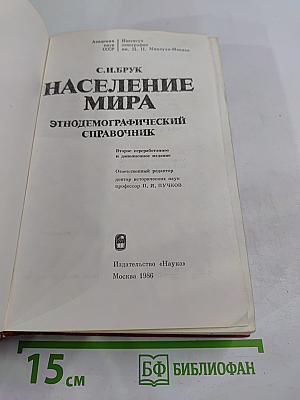 Академия наук СССР
Институт этнографии им. Н. Н. Миклухо-Маклая
С.И.БРУК
НАСЕЛЕНИЕ
МИРА
ЭТНОДЕМОГРАФИЧЕСКИЙ
СПРАВОЧНИК
Второе переработанное
и дополненное издание
Ответственный редактор
доктор исторических наук
профессор П. И. ПУЧКОВ
Издательство «Наука»
Москва 1986
15 см
БФ БИБЛИОФАН